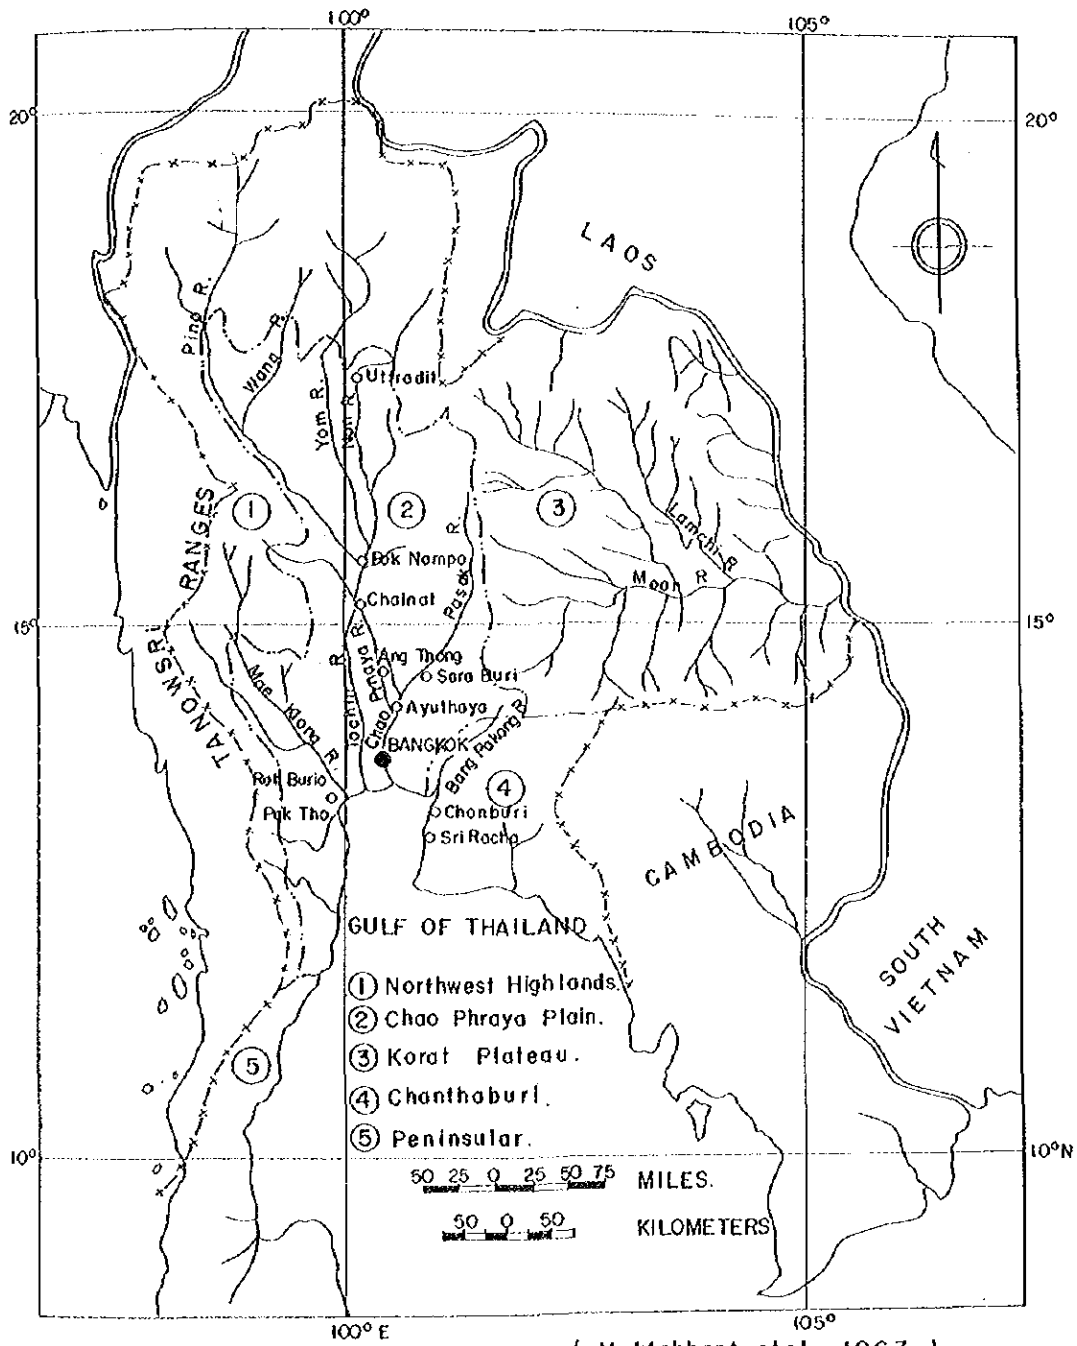 100° 105°
20° 20°
LAOS
Ping R.
Wang R.
Yom R.
Nan R.
Uttradit
1 2 3
RANGES
Pok Nampo
Pasak R.
Lamchi R.
Moon R
Chainat
15° 15°
TANOWSRI
Ang Thong
Sara Buri
Mae Klong R.
R.
Chao Phraya R.
Ayuthaya
BANGKOK
Bang Pakong R
Rat Burio
Pak Tho
4
Chonburi
Sri Racha
CAMBODIA
GULF OF THAILAND
SOUTH
VIETNAM
1 Northwest Highlands.
2 Chao Phraya Plain.
3 Korat Plateau.
4 Chanthaburi.
5 Peninsular.
5
10° 10°N
50 25 0 25 50 75 MILES.
50 0 50 KILOMETERS
100° E 105°